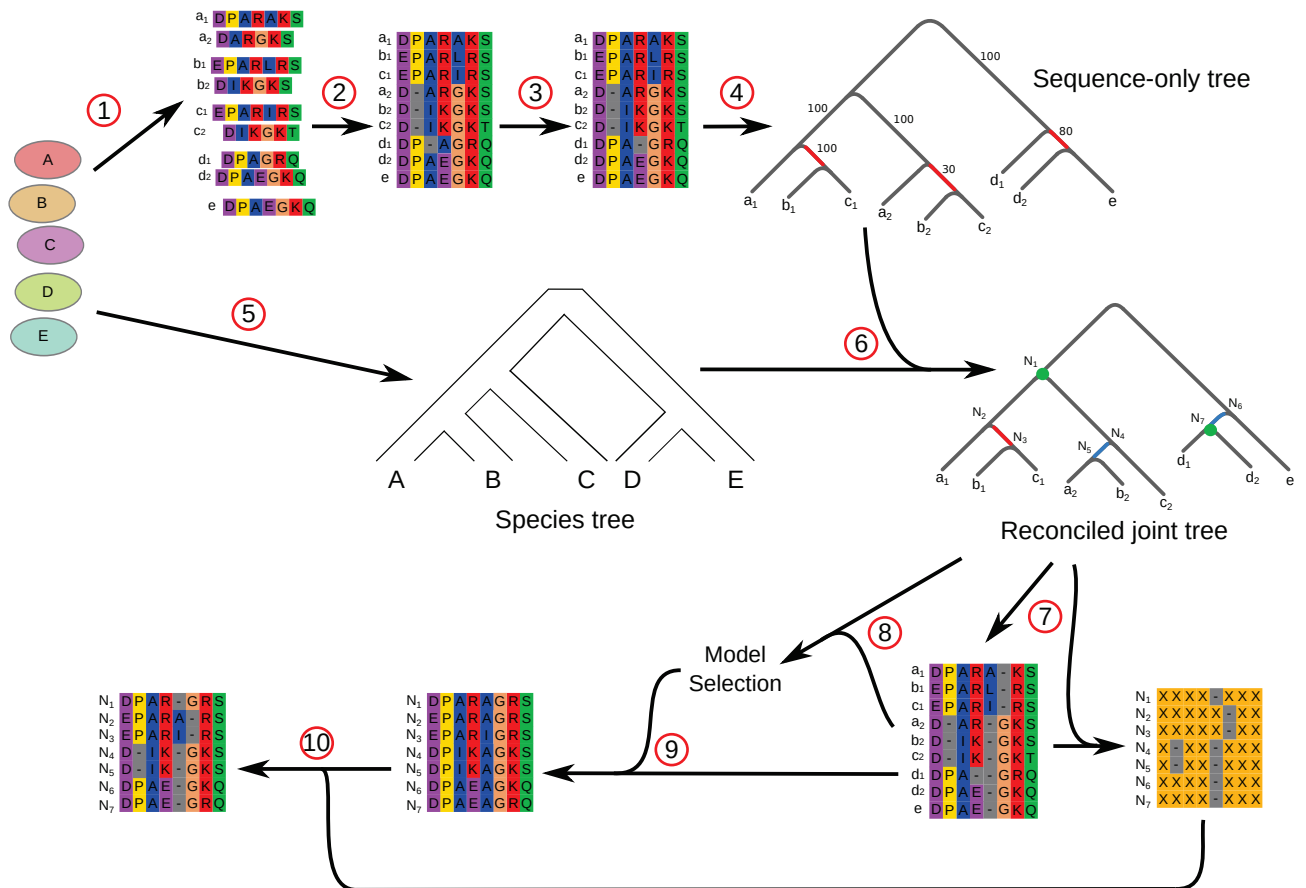 a1 DPARAKS
a2 DARGKS
b1 EPARLRS
b2 DIKGKS
c1 EPARIRS
c2 DIKGKT
d1 DPAGRQ
d2 DPAEGKQ
e DPAEGKQ
1
2
3
4
A
B
C
D
E
a1 DPARAKS
b1 EPARLRS
c1 EPARIRS
a2 D-ARGKS
b2 D-IKGKS
c2 D-IKGKT
d1 DP-AGRQ
d2 DPAEGKQ
e DPAEGKQ
a1 DPARAKS
b1 EPARLRS
c1 EPARIRS
a2 D-ARGKS
b2 D-IKGKS
c2 D-IKGKT
d1 DPA-GRQ
d2 DPAEGKQ
e DPAEGKQ
Sequence-only tree
100
100
100
80
100
30
a1 b1 c1 a2 b2 c2 d1 d2 e
5
6
A B C D E
Species tree
N1
N2
N3
N4
N5
N6
N7
a1 b1 c1 a2 b2 c2 d1 d2 e
Reconciled joint tree
7
8
Model
Selection
a1 DPARA-KS
b1 EPARL-RS
c1 EPARI-RS
a2 D-AR-GKS
b2 D-IK-GKS
c2 D-IK-GKT
d1 DPA--GRQ
d2 DPAE-GKQ
e DPAE-GKQ
N1 XXXX-XXX
N2 XXXXX-XX
N3 XXXXX-XX
N4 X-XX-XXX
N5 X-XX-XXX
N6 XXXX-XXX
N7 XXXX-XXX
9
N1 DPARAGRS
N2 EPARAGRS
N3 EPARIGRS
N4 DPIKAGKS
N5 DPIKAGKS
N6 DPAEAGKQ
N7 DPAEAGRQ
10
N1 DPAR-GRS
N2 EPARA-RS
N3 EPARI-RS
N4 D-IK-GKS
N5 D-IK-GKS
N6 DPAE-GKQ
N7 DPAE-GRQ